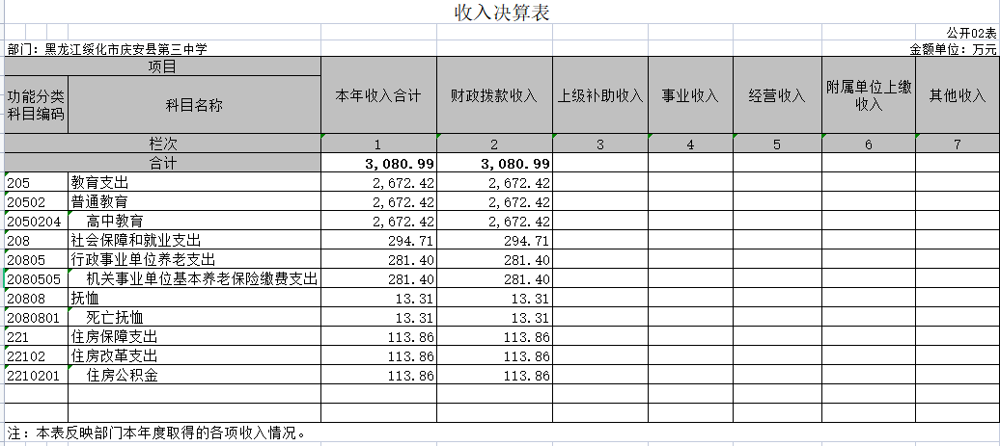 收入决算表
公开02表
部门：黑龙江绥化市庆安县第三中学 金额单位：万元
项目 本年收入合计 财政拨款收入 上级补助收入 事业收入 经营收入 附属单位上缴收入 其他收入
功能分类科目编码 科目名称
栏次 1 2 3 4 5 6 7
合计 3,080.99 3,080.99
205 教育支出 2,672.42 2,672.42
20502 普通教育 2,672.42 2,672.42
2050204 高中教育 2,672.42 2,672.42
208 社会保障和就业支出 294.71 294.71
20805 行政事业单位养老支出 281.40 281.40
2080505 机关事业单位基本养老保险缴费支出 281.40 281.40
20808 抚恤 13.31 13.31
2080801 死亡抚恤 13.31 13.31
221 住房保障支出 113.86 113.86
22102 住房改革支出 113.86 113.86
2210201 住房公积金 113.86 113.86
注：本表反映部门本年度取得的各项收入情况。